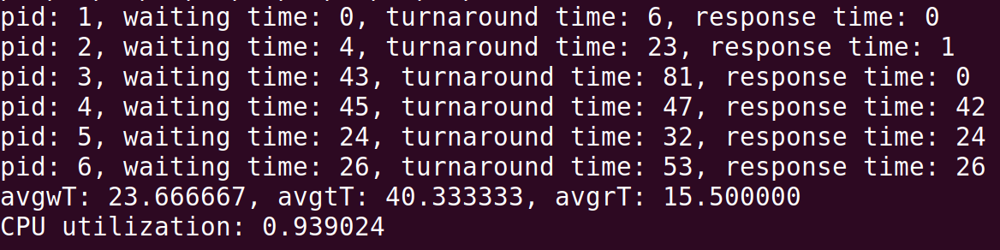 pid: 1, waiting time: 0, turnaround time: 6, response time: 0
pid: 2, waiting time: 4, turnaround time: 23, response time: 1
pid: 3, waiting time: 43, turnaround time: 81, response time: 0
pid: 4, waiting time: 45, turnaround time: 47, response time: 42
pid: 5, waiting time: 24, turnaround time: 32, response time: 24
pid: 6, waiting time: 26, turnaround time: 53, response time: 26
avgwT: 23.666667, avgtT: 40.333333, avgrT: 15.500000
CPU utilization: 0.939024